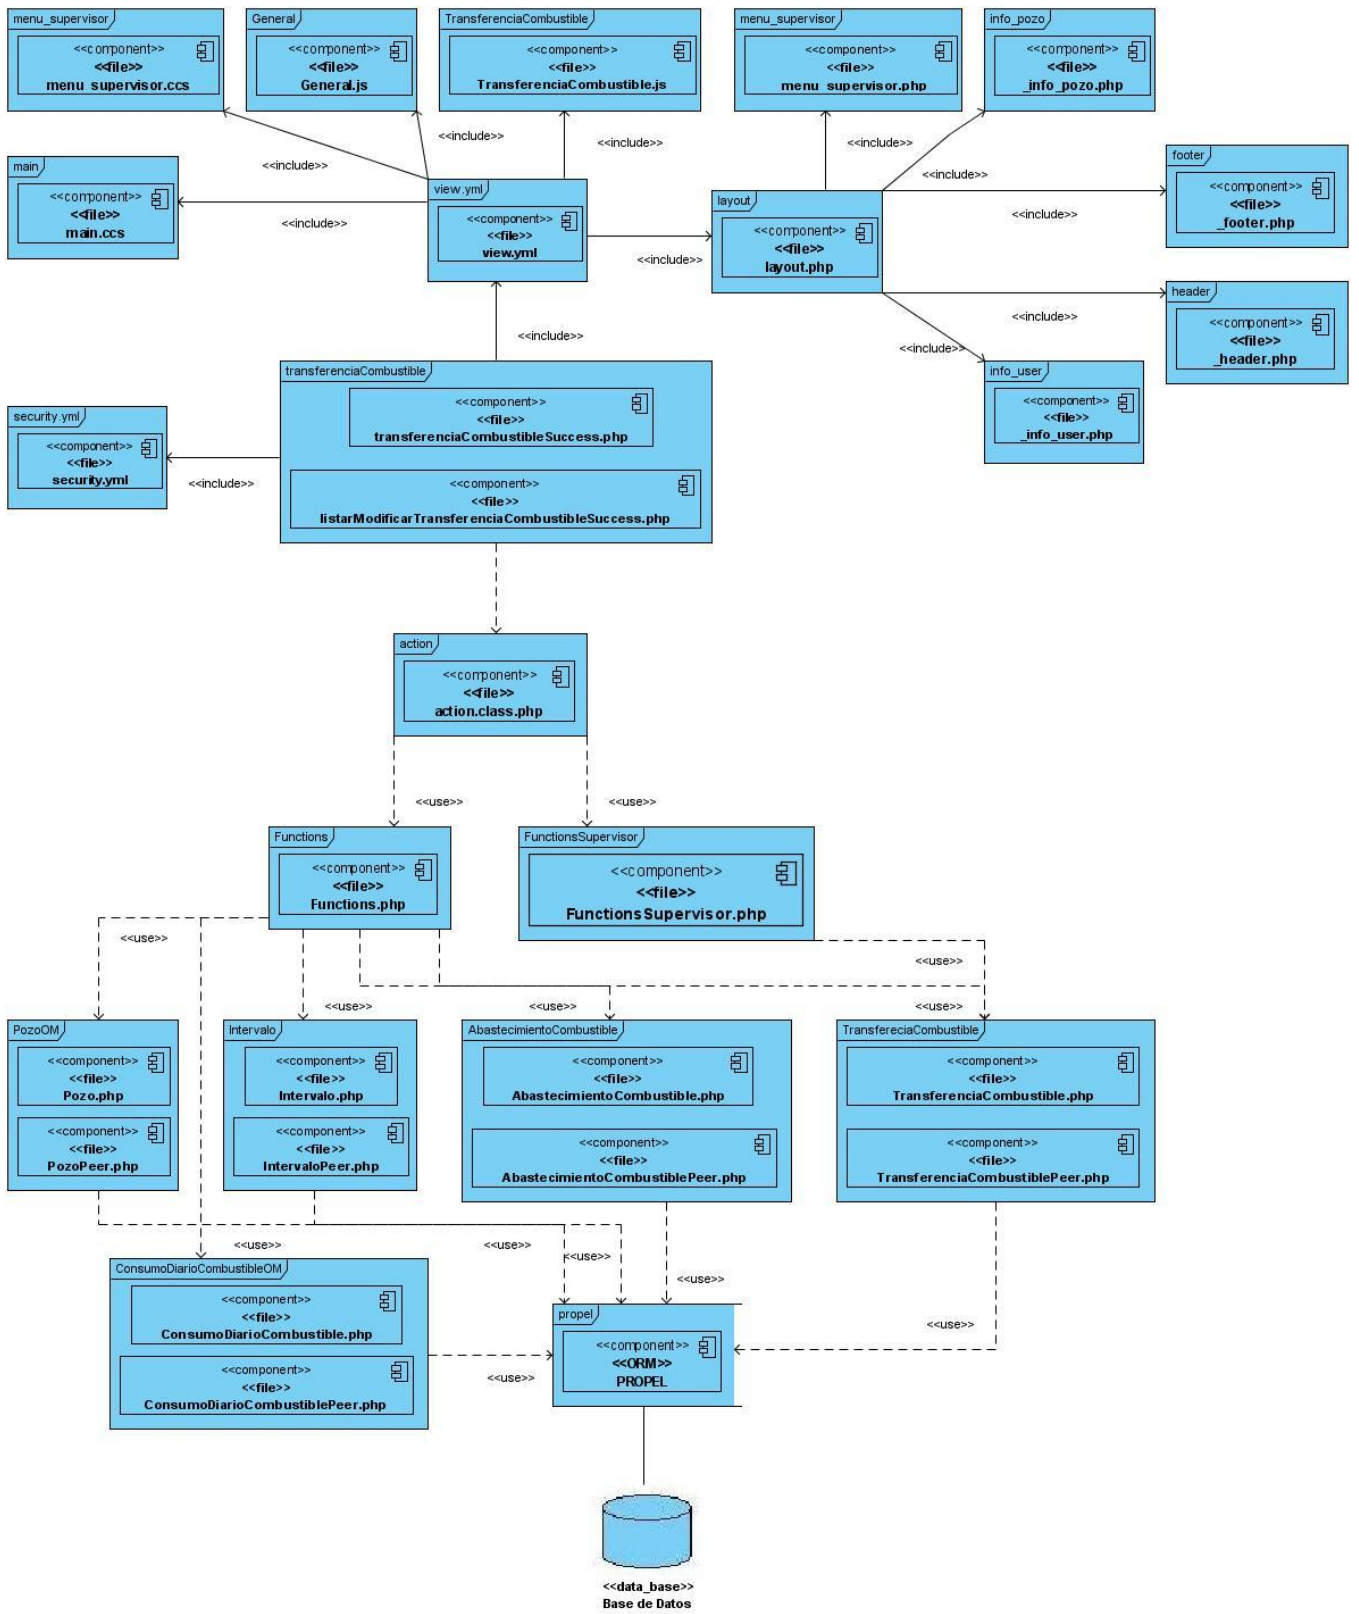 menu_supervisor
<<component>>
<<file>>
menu_supervisor.ccs
General
<<component>>
<<file>>
General.js
TransferenciaCombustible
<<component>>
<<file>>
TransferenciaCombustible.js
menu_supervisor
<<component>>
<<file>>
menu_supervisor.php
info_pozo
<<component>>
<<file>>
_info_pozo.php
<<include>>
<<include>>
<<include>>
<<include>>
<<include>>
main
<<component>>
<<file>>
main.ccs
<<include>>
view.yml
<<component>>
<<file>>
view.yml
<<include>>
layout
<<component>>
<<file>>
layout.php
<<include>>
footer
<<component>>
<<file>>
_footer.php
header
<<component>>
<<file>>
_header.php
<<include>>
<<include>>
<<include>>
info_user
<<component>>
<<file>>
_info_user.php
transferenciaCombustible
<<component>>
<<file>>
transferenciaCombustibleSuccess.php
<<component>>
<<file>>
listarModificarTransferenciaCombustibleSuccess.php
security.yml
<<component>>
<<file>>
security.yml
<<include>>
action
<<component>>
<<file>>
action.class.php
<<use>>
<<use>>
Functions
<<component>>
<<file>>
Functions.php
FunctionsSupervisor
<<component>>
<<file>>
FunctionsSupervisor.php
<<use>>
<<use>>
<<use>>
<<use>>
<<use>>
PozoOM
<<component>>
<<file>>
Pozo.php
<<component>>
<<file>>
PozoPeer.php
Intervalo
<<component>>
<<file>>
Intervalo.php
<<component>>
<<file>>
IntervaloPeer.php
AbastecimientoCombustible
<<component>>
<<file>>
AbastecimientoCombustible.php
<<component>>
<<file>>
AbastecimientoCombustiblePeer.php
TransfereciaCombustible
<<component>>
<<file>>
TransferenciaCombustible.php
<<component>>
<<file>>
TransferenciaCombustiblePeer.php
<<use>>
<<use>>
<<use>>
<<use>>
<<use>>
ConsumoDiarioCombustibleOM
<<component>>
<<file>>
ConsumoDiarioCombustible.php
<<component>>
<<file>>
ConsumoDiarioCombustiblePeer.php
<<use>>
propel
<<component>>
<<ORM>>
PROPEL
<<data_base>>
Base de Datos